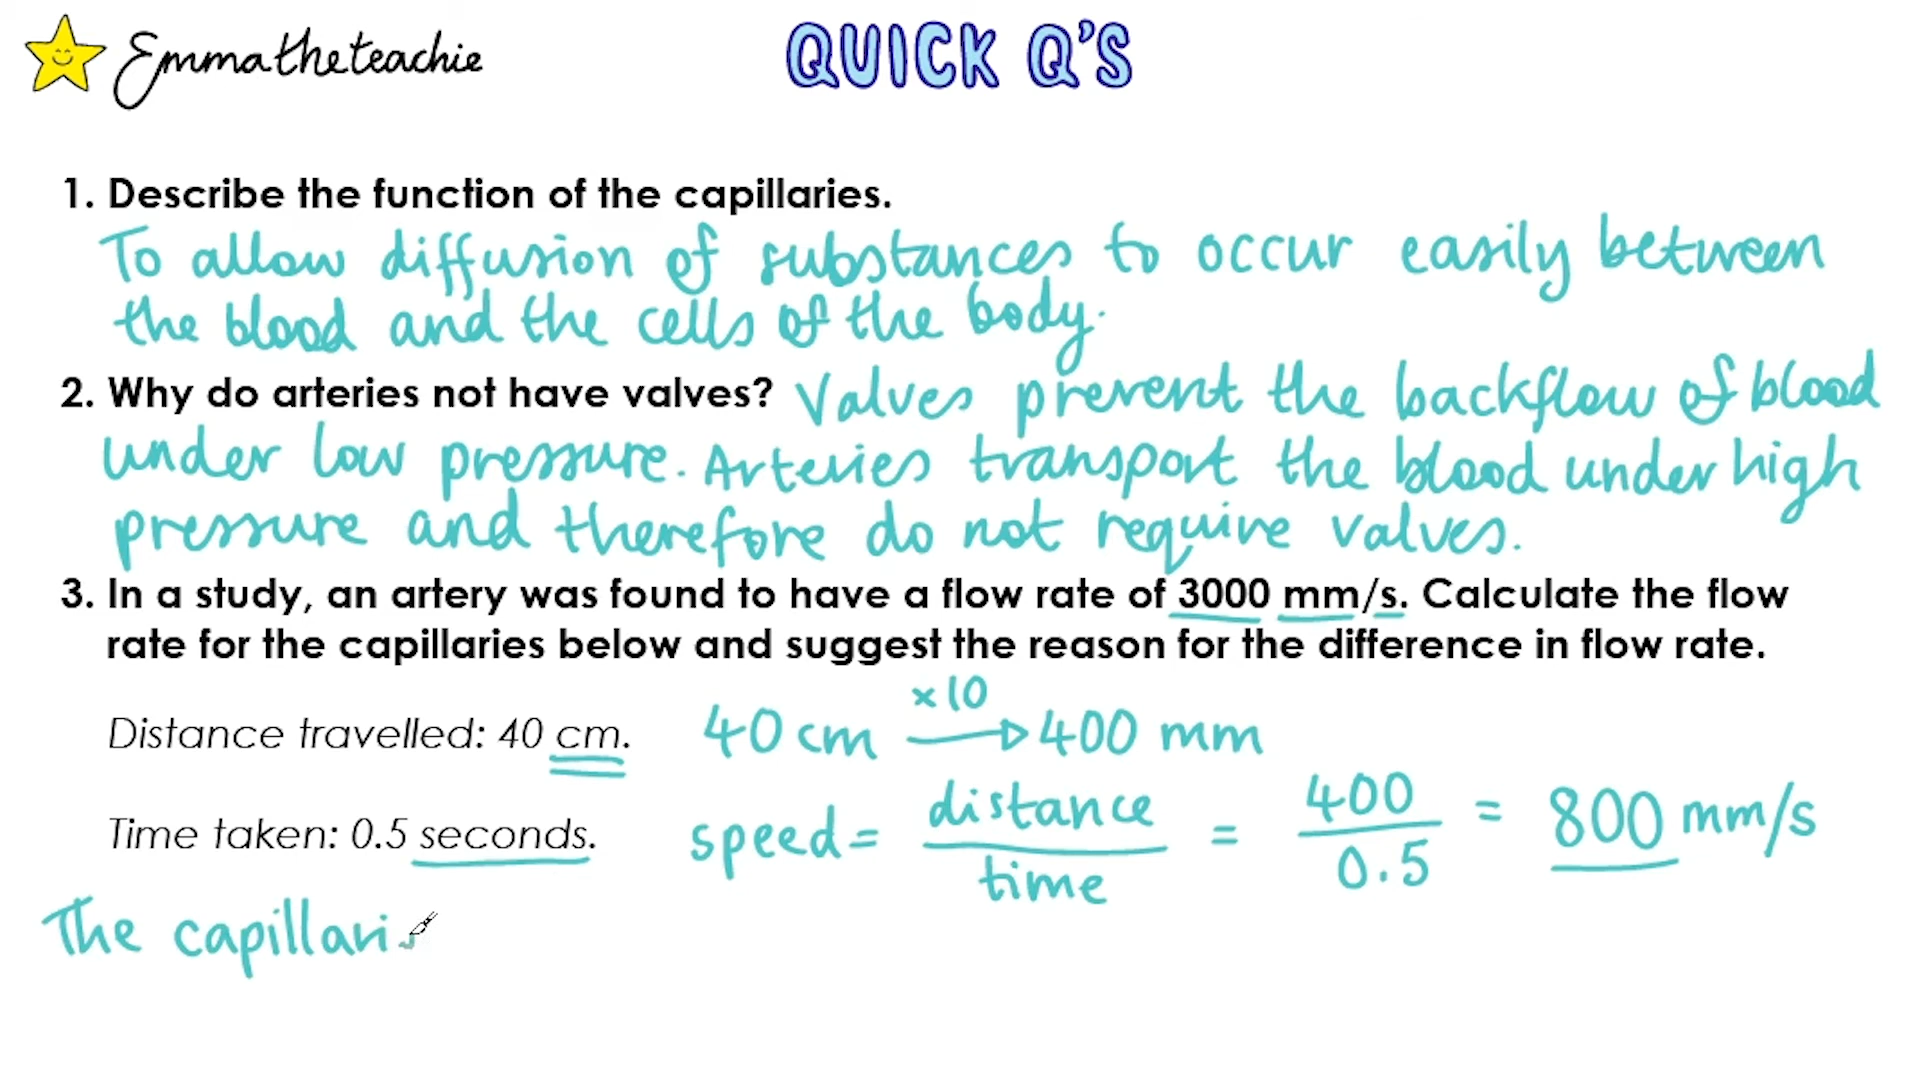 Emmatheteachie
QUICK Q'S
1. Describe the function of the capillaries.
To allow diffusion of substances to occur easily between
the blood and the cells of the body.
2. Why do arteries not have valves? Valves prevent the backflow of blood
under low pressure. Arteries transport the blood under high
pressure and therefore do not require valves.
3. In a study, an artery was found to have a flow rate of 3000 mm/s. Calculate the flow
rate for the capillaries below and suggest the reason for the difference in flow rate.
×10
Distance travelled: 40 cm. 40 cm → 400 mm
Time taken: 0.5 seconds. speed = distance/time = 400/0.5 = 800 mm/s
The capillaris